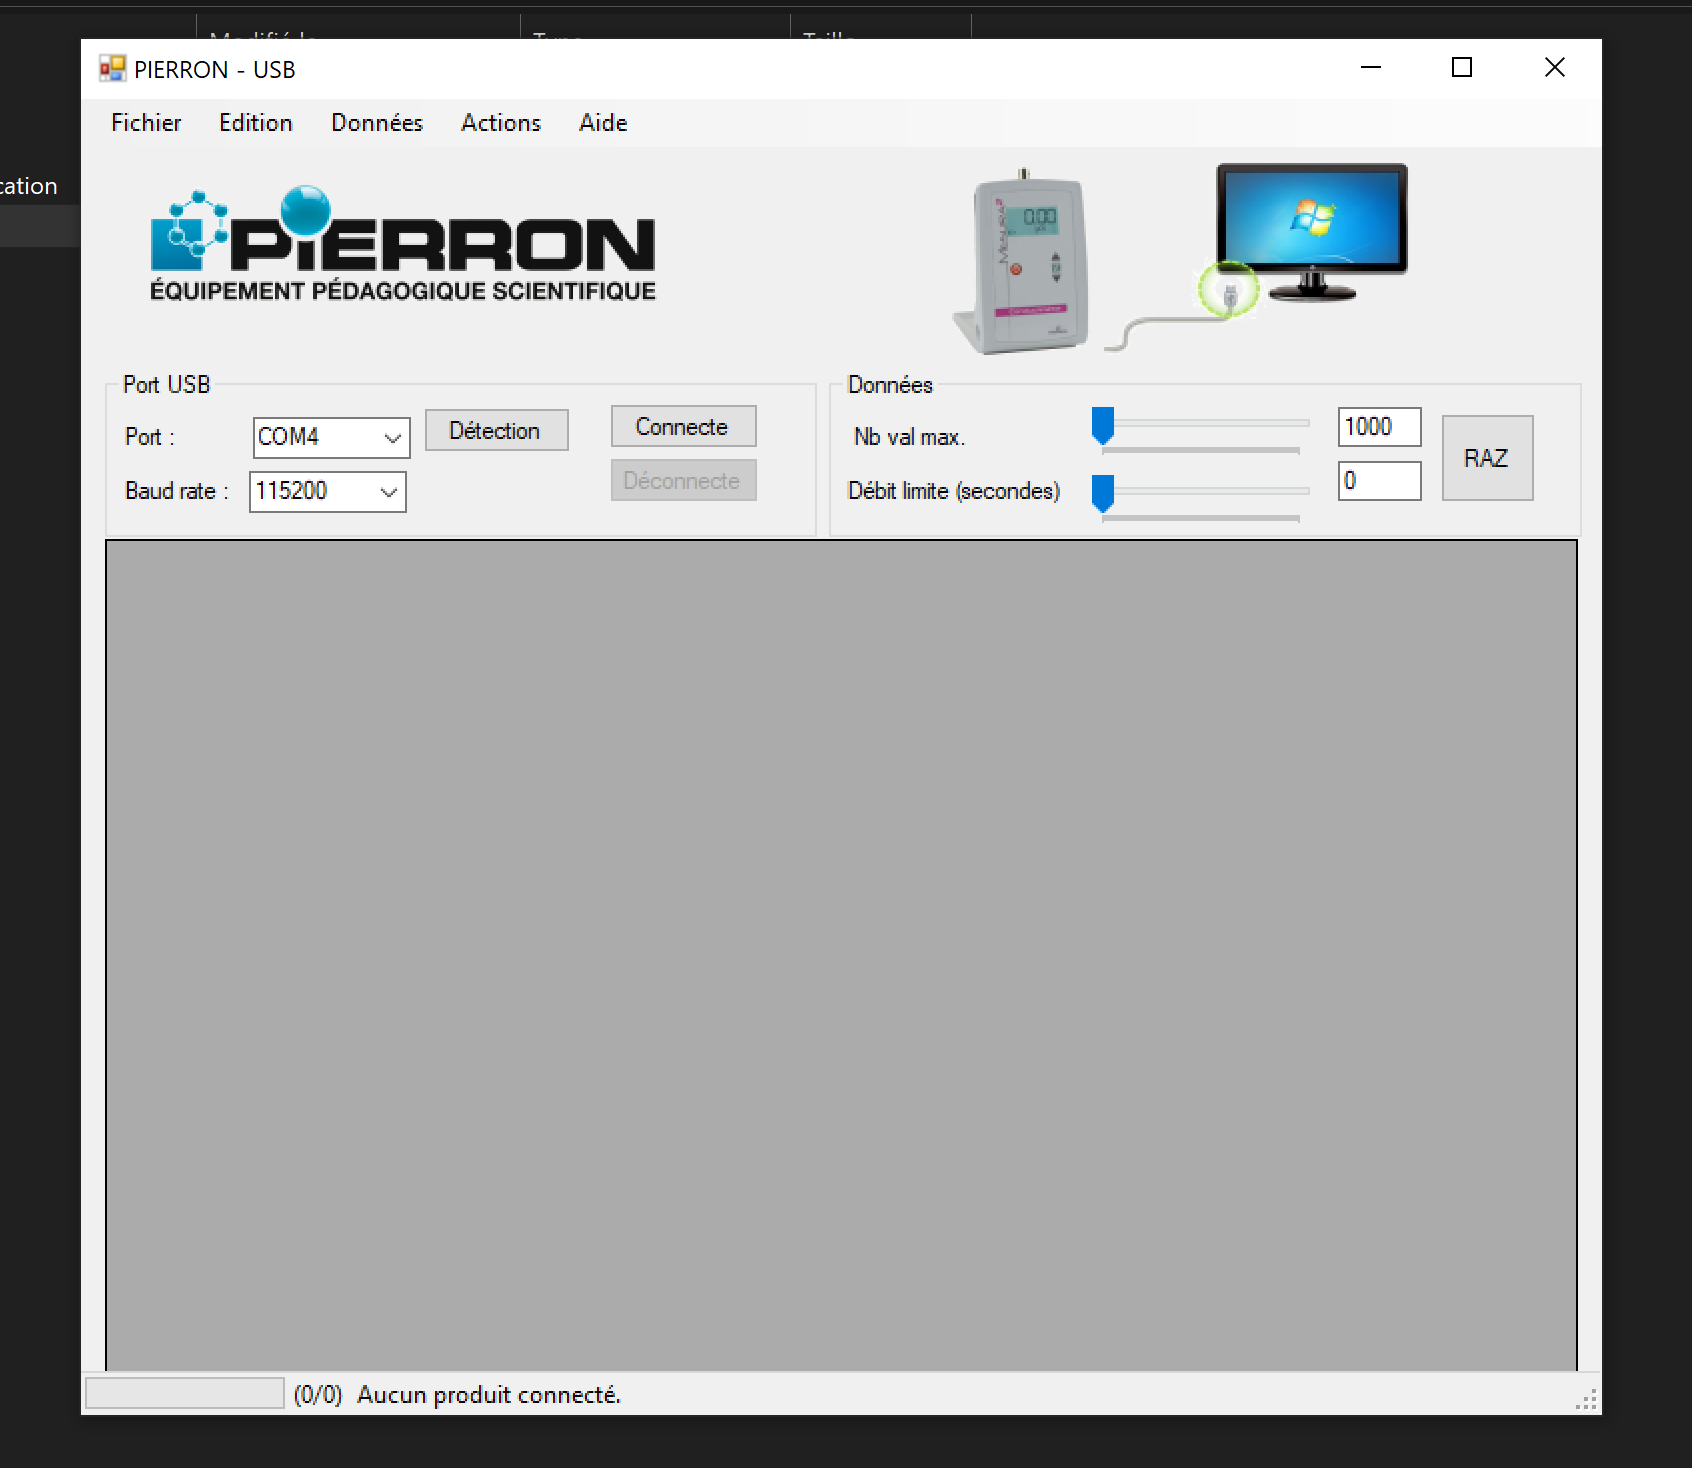 cation
PIERRON - USB
Fichier Edition Données Actions Aide
PiERRON
ÉQUIPEMENT PÉDAGOGIQUE SCIENTIFIQUE
0.00
Port USB
Port : COM4 Détection Connecte
Baud rate : 115200 Déconnecte
Données
Nb val max. 1000
Débit limite (secondes) 0
RAZ
(0/0) Aucun produit connecté.